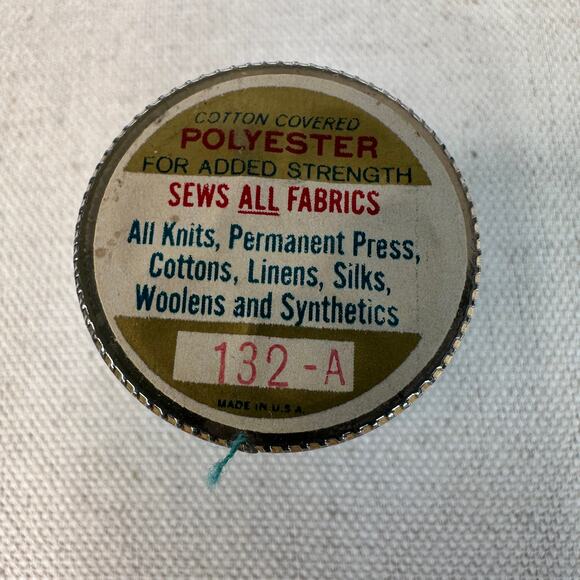 COTTON COVERED
POLYESTER
FOR ADDED STRENGTH
SEWS ALL FABRICS
All Knits, Permanent Press,
Cottons, Linens, Silks,
Woolens and Synthetics
132-A
MADE IN U.S.A.